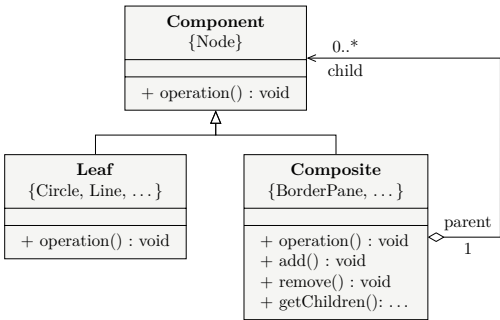 Component
{Node}
+ operation() : void
0..*
child
Leaf
{Circle, Line, ...}
+ operation() : void
Composite
{BorderPane, ...}
+ operation() : void
+ add() : void
+ remove() : void
+ getChildren(): ...
parent
1